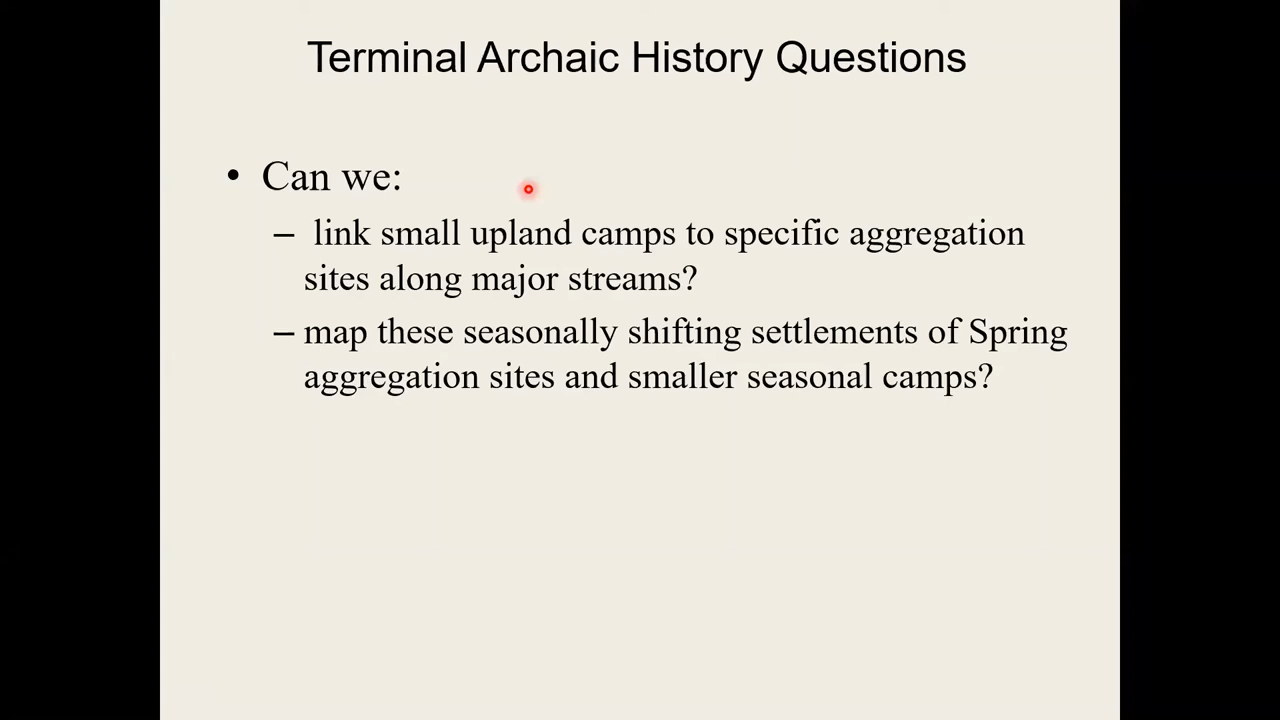 Terminal Archaic History Questions
• Can we:
– link small upland camps to specific aggregation
sites along major streams?
– map these seasonally shifting settlements of Spring
aggregation sites and smaller seasonal camps?